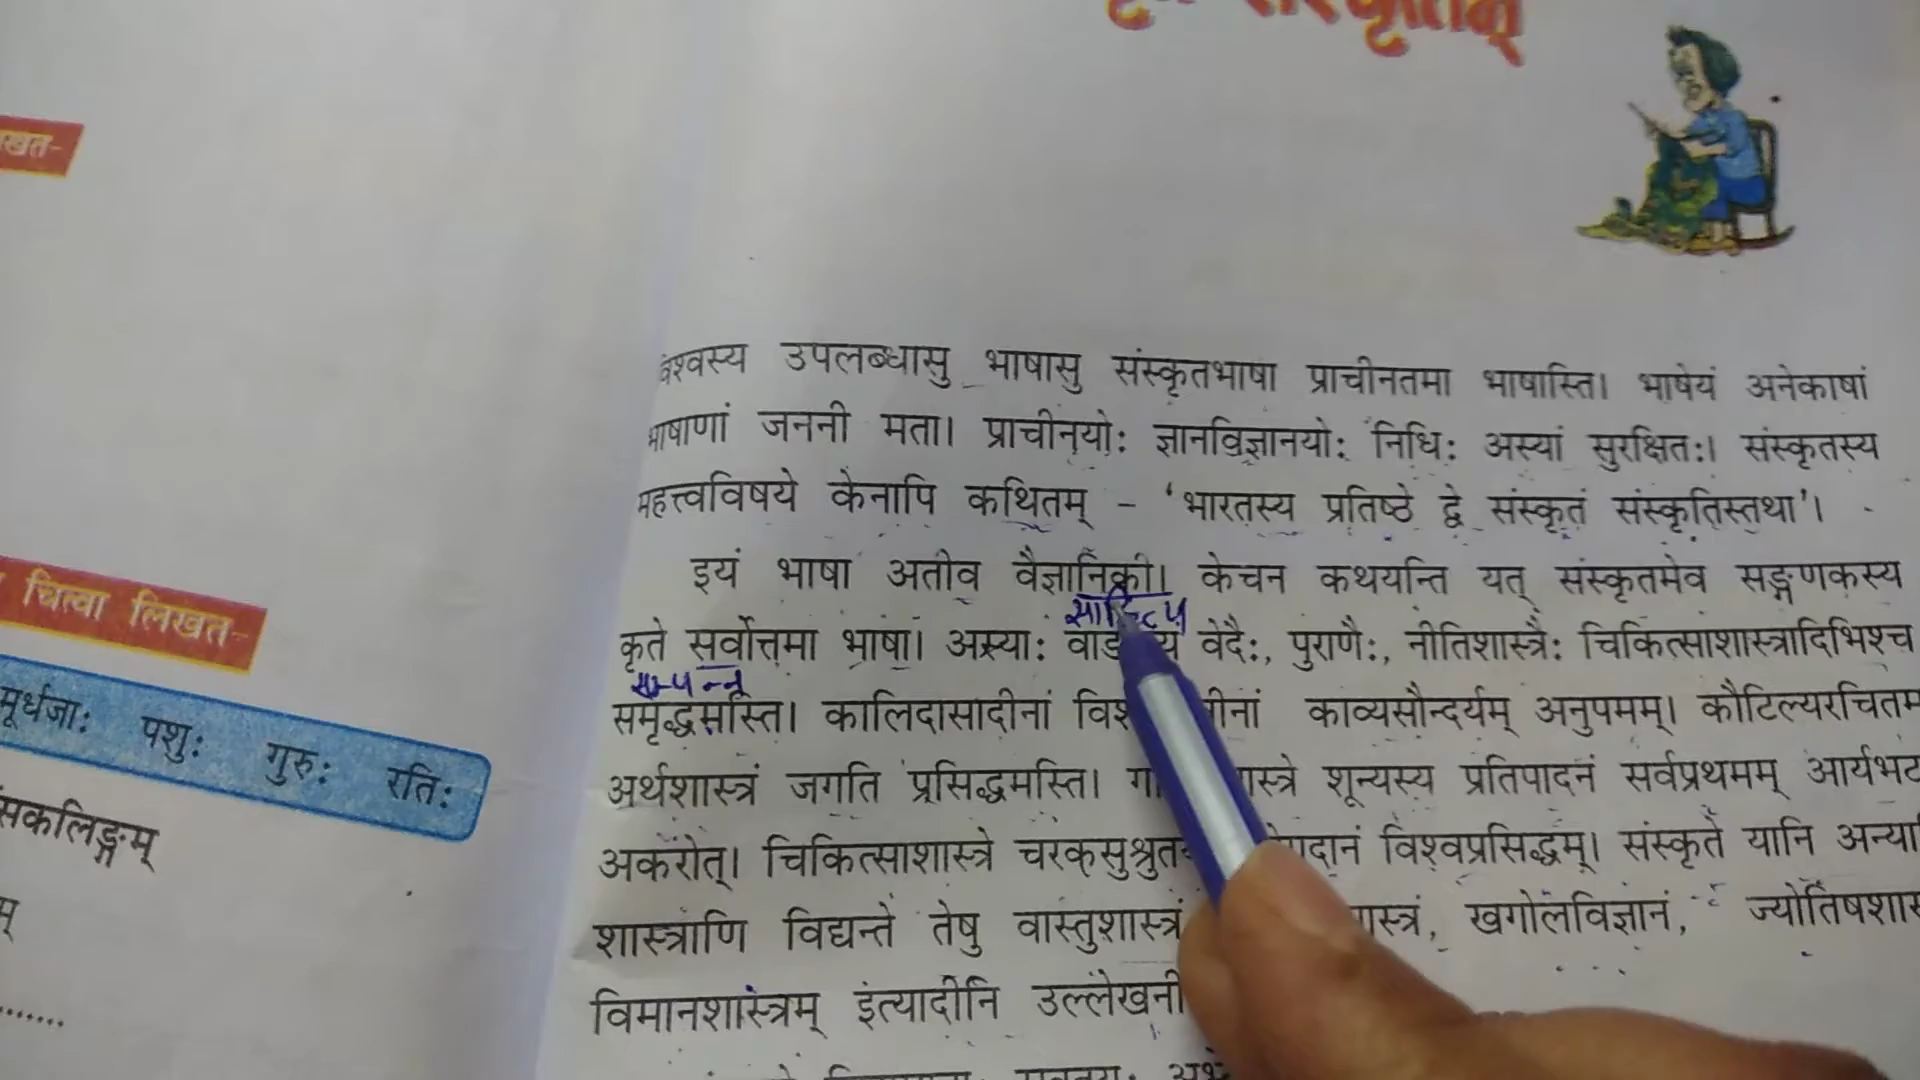 संस्कृतम्
खत-
चित्वा लिखत-
मूर्धजाः पशुः गुरुः रतिः
सकलिङ्गम्
म्
विश्वस्य उपलब्धासु भाषासु संस्कृतभाषा प्राचीनतमा भाषास्ति। भाषेयं अनेकाषां
भाषाणां जननी मता। प्राचीनयोः ज्ञानविज्ञानयोः निधिः अस्यां सुरक्षितः। संस्कृतस्य
महत्त्वविषये केनापि कथितम् – 'भारतस्य प्रतिष्ठे द्वे संस्कृतं संस्कृतिस्तथा'।
इयं भाषा अतीव वैज्ञानिकी। केचन कथयन्ति यत् संस्कृतमेव सङ्गणकस्य
साहित्य
कृते सर्वोत्तमा भाषा। अस्याः वेदैः, पुराणैः, नीतिशास्त्रैः चिकित्साशास्त्रादिभिश्च
सम्पन्न
समृद्धमस्ति। कालिदासादीनां काव्यसौन्दर्यम् अनुपमम्। कौटिल्यरचितम्
अर्थशास्त्रं जगति प्रसिद्धमस्ति। शून्यस्य प्रतिपादनं सर्वप्रथमम् आर्यभट
अकरोत्। चिकित्साशास्त्रे चरकसुश्रुत विश्वप्रसिद्धम्। संस्कृते यानि अन्या
शास्त्राणि विद्यन्ते तेषु वास्तुशास्त्रं खगोलविज्ञानं, ज्योतिषशास
विमानशास्त्रम् इत्यादीनि उल्लेखनी